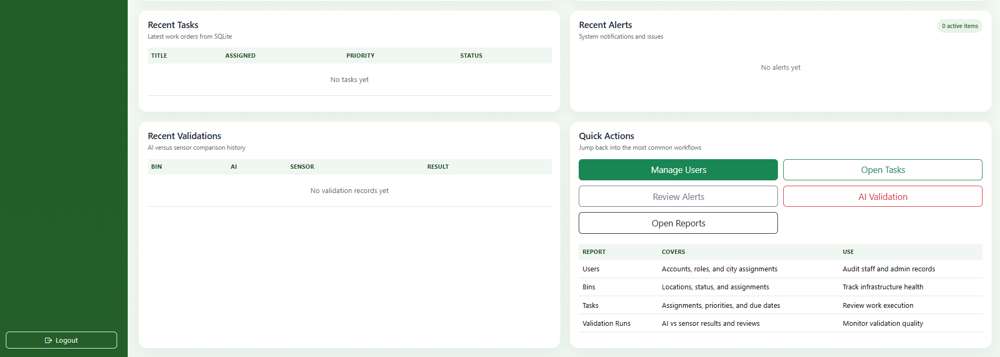 Recent Tasks
Latest work orders from SQLite
TITLE ASSIGNED PRIORITY STATUS
No tasks yet
Recent Alerts
0 active items
System notifications and issues
No alerts yet
Recent Validations
AI versus sensor comparison history
BIN AI SENSOR RESULT
No validation records yet
Quick Actions
Jump back into the most common workflows
Manage Users Open Tasks
Review Alerts AI Validation
Open Reports
REPORT COVERS USE
Users Accounts, roles, and city assignments Audit staff and admin records
Bins Locations, status, and assignments Track infrastructure health
Tasks Assignments, priorities, and due dates Review work execution
Validation Runs AI vs sensor results and reviews Monitor validation quality
Logout